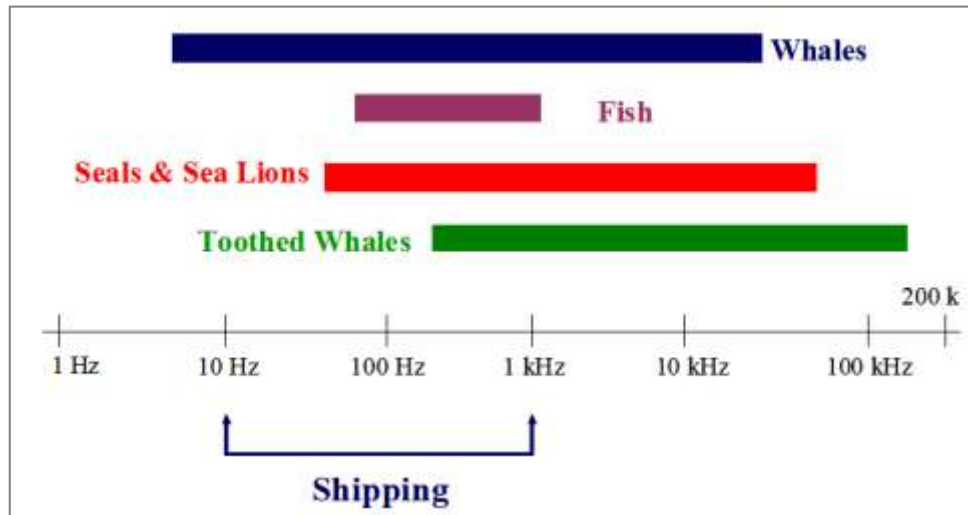 Whales
Fish
Seals & Sea Lions
Toothed Whales
200 k
1 Hz 10 Hz 100 Hz 1 kHz 10 kHz 100 kHz
Shipping